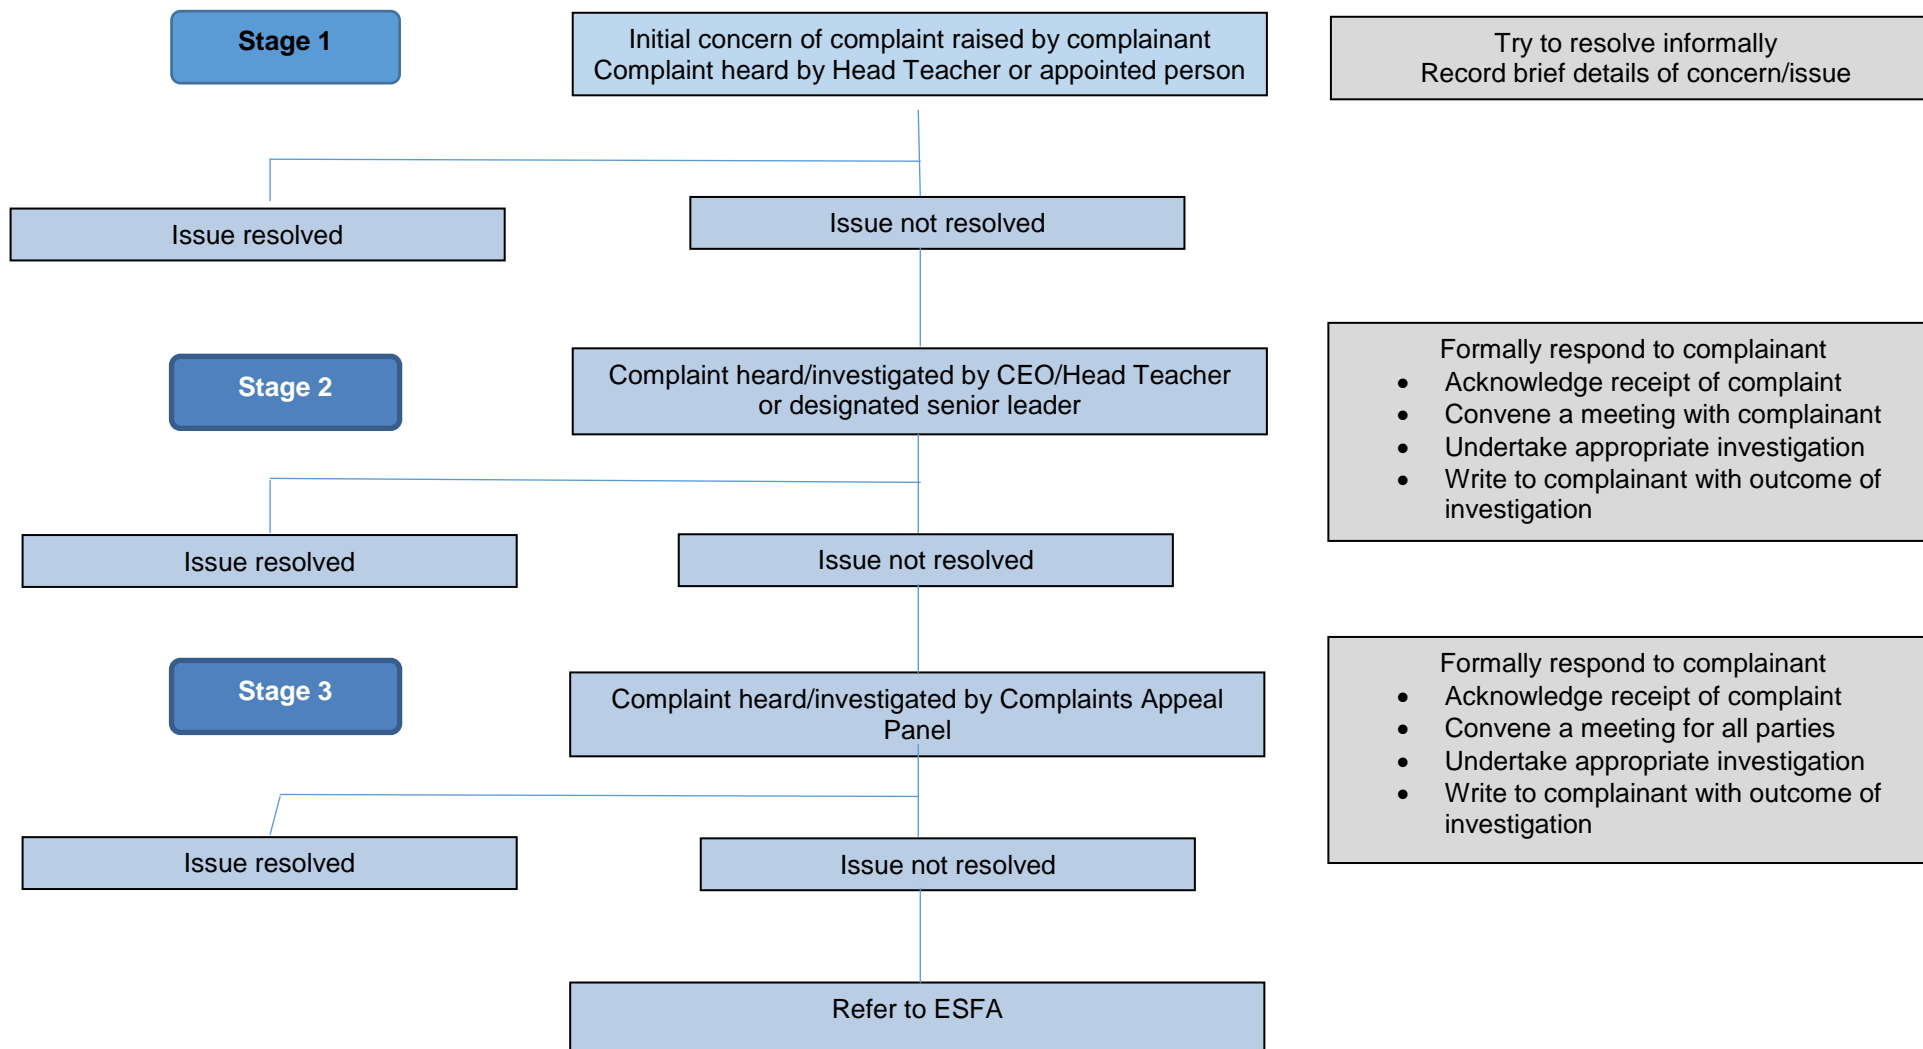 Stage 1
Initial concern of complaint raised by complainant
Complaint heard by Head Teacher or appointed person
Try to resolve informally
Record brief details of concern/issue
Issue resolved
Issue not resolved
Stage 2
Complaint heard/investigated by CEO/Head Teacher
or designated senior leader
Formally respond to complainant
• Acknowledge receipt of complaint
• Convene a meeting with complainant
• Undertake appropriate investigation
• Write to complainant with outcome of
investigation
Issue resolved
Issue not resolved
Stage 3
Complaint heard/investigated by Complaints Appeal
Panel
Formally respond to complainant
• Acknowledge receipt of complaint
• Convene a meeting for all parties
• Undertake appropriate investigation
• Write to complainant with outcome of
investigation
Issue resolved
Issue not resolved
Refer to ESFA